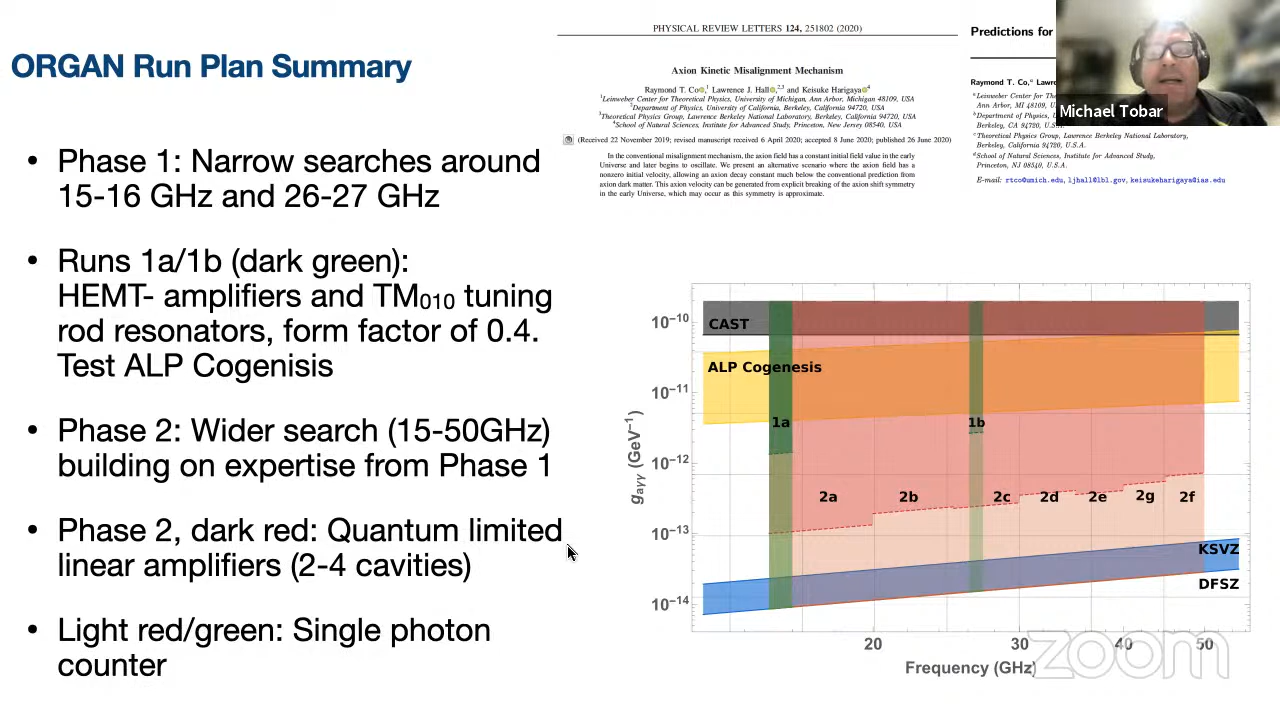 ORGAN Run Plan Summary
• Phase 1: Narrow searches around
15-16 GHz and 26-27 GHz
• Runs 1a/1b (dark green):
HEMT- amplifiers and TM010 tuning
rod resonators, form factor of 0.4.
Test ALP Cogenisis
• Phase 2: Wider search (15-50GHz)
building on expertise from Phase 1
• Phase 2, dark red: Quantum limited
linear amplifiers (2-4 cavities)
• Light red/green: Single photon
counter
PHYSICAL REVIEW LETTERS 124, 251802 (2020)
Axion Kinetic Misalignment Mechanism
Raymond T. Co,1 Lawrence J. Hall,2,3 and Keisuke Harigaya4
1Leinweber Center for Theoretical Physics, University of Michigan, Ann Arbor, Michigan 48109, USA
2Department of Physics, University of California, Berkeley, California 94720, USA
3Theoretical Physics Group, Lawrence Berkeley National Laboratory, Berkeley, California 94720, USA
4School of Natural Sciences, Institute for Advanced Study, Princeton, New Jersey 08540, USA
(Received 22 November 2019; revised manuscript received 6 April 2020; accepted 8 June 2020; published 26 June 2020)
In the conventional misalignment mechanism, the axion field has a constant initial field value in the early
Universe and later begins to oscillate. We present an alternative scenario where the axion field has a
nonzero initial velocity, allowing an axion decay constant much below the conventional prediction from
axion dark matter. This axion velocity can be generated from explicit breaking of the axion shift symmetry
in the early Universe, which may occur as this symmetry is approximate.
Predictions for
Raymond T. Co,a
aLeinweber Center for
Ann Arbor, MI 48109,
bDepartment of
Berkeley, CA 94720,
cTheoretical Physics Group, Lawrence Berkeley National Laboratory,
Berkeley, CA 94720, U.S.A.
dSchool of Natural Sciences, Institute for Advanced Study,
Princeton, NJ 08540, U.S.A.
E-mail: rtco@umich.edu, ljhall@lbl.gov, keisukeharigaya@ias.edu
Michael Tobar
10−10
10−11
10−12
10−13
10−14
gaγγ (GeV−1)
CAST
ALP Cogenesis
1a
1b
2a
2b
2c
2d
2e
2g
2f
KSVZ
DFSZ
20
30
40
50
Frequency (GHz)
zoom